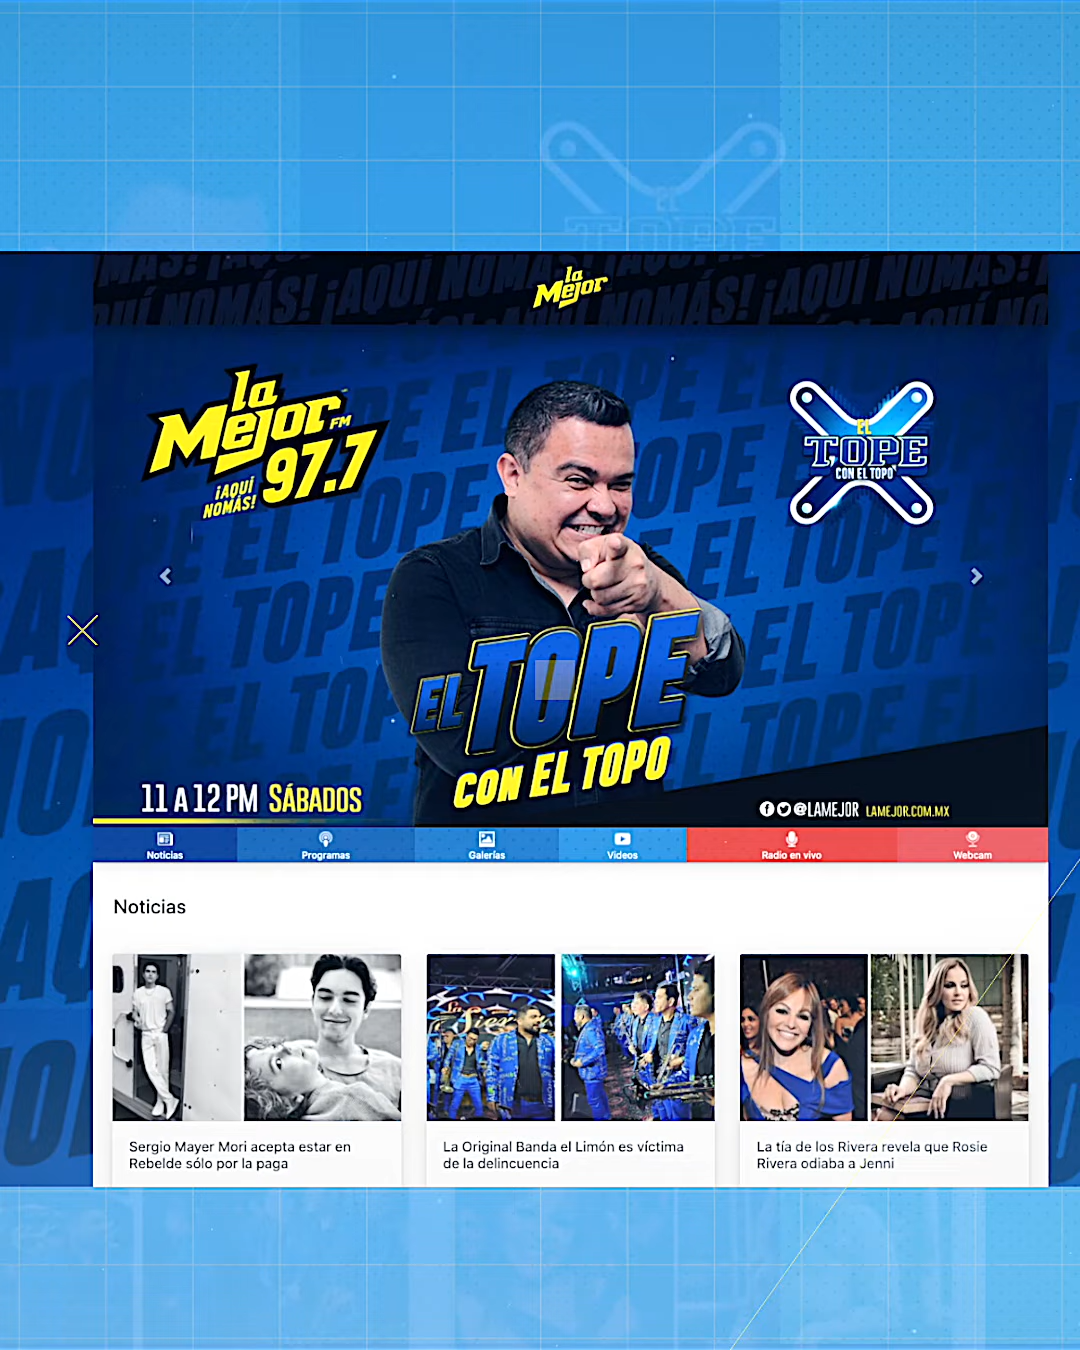 EL
TOPE
MÁS! ¡AQUÍ NOMÁS! ¡AQUÍ NOMÁS!
la
Mejor
la
Mejor FM
97.7
¡AQUÍ
NOMÁS!
EL
TOPE
CON EL TOPO
EL TOPE
CON EL TOPO
11 A 12 PM SÁBADOS
@LAMEJOR LAMEJOR.COM.MX
Noticias Programas Galerías Videos Radio en vivo Webcam
Noticias
Sergio Mayer Mori acepta estar en
Rebelde sólo por la paga
La Original Banda el Limón es víctima
de la delincuencia
La tía de los Rivera revela que Rosie
Rivera odiaba a Jenni